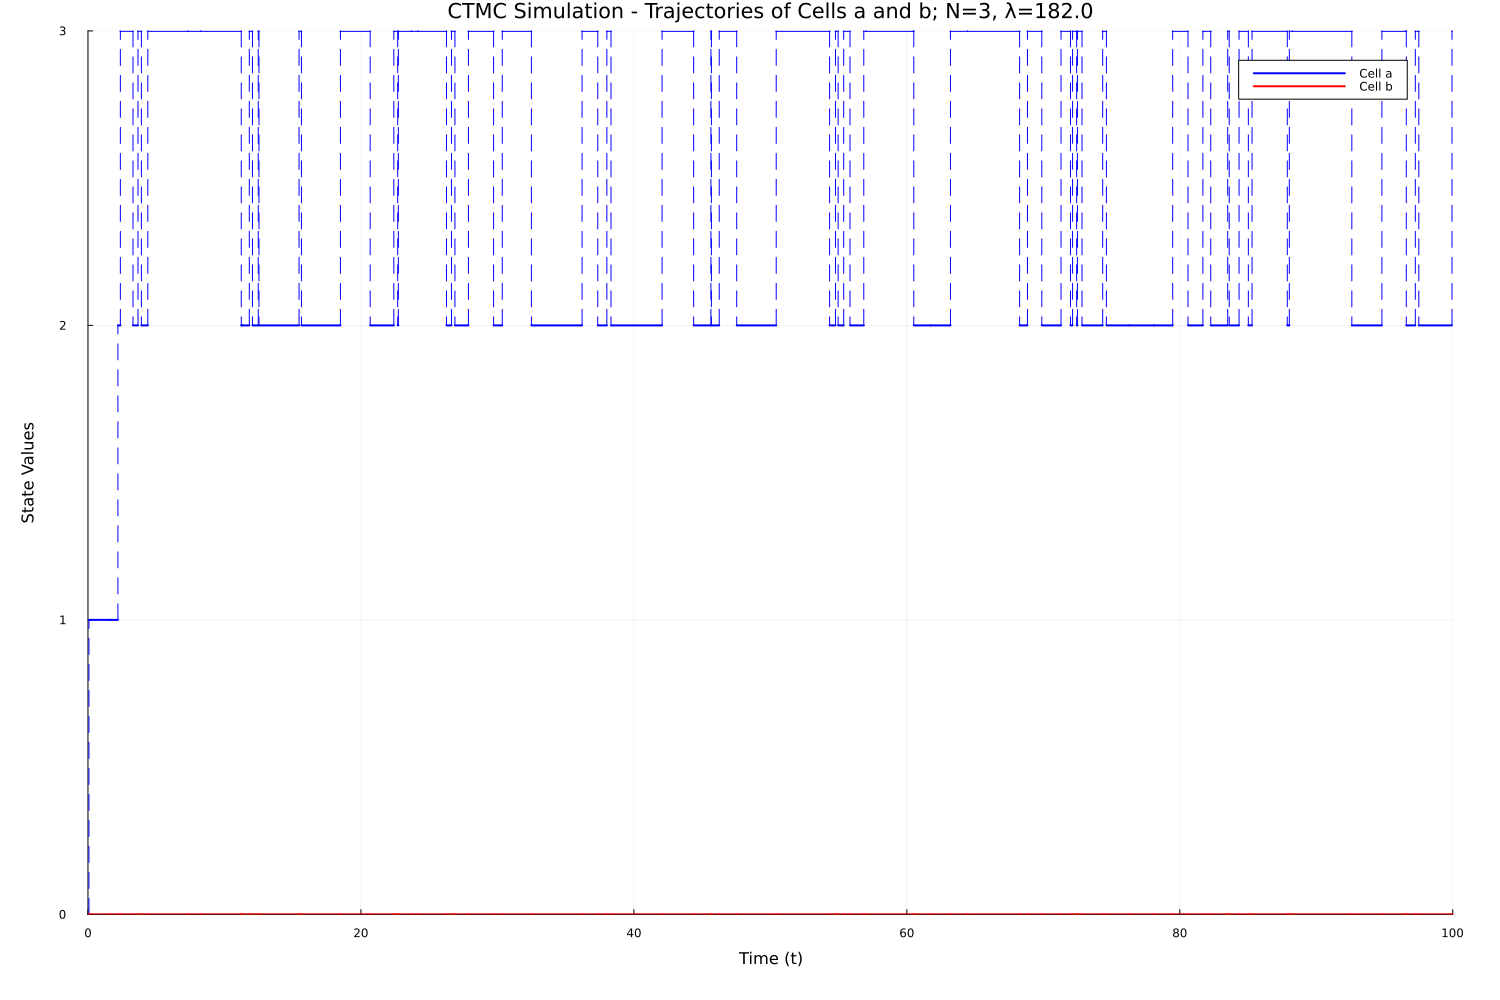 CTMC Simulation - Trajectories of Cells a and b; N=3, λ=182.0
3
Cell a
Cell b
2
State Values
1
0
0 20 40 60 80 100
Time (t)